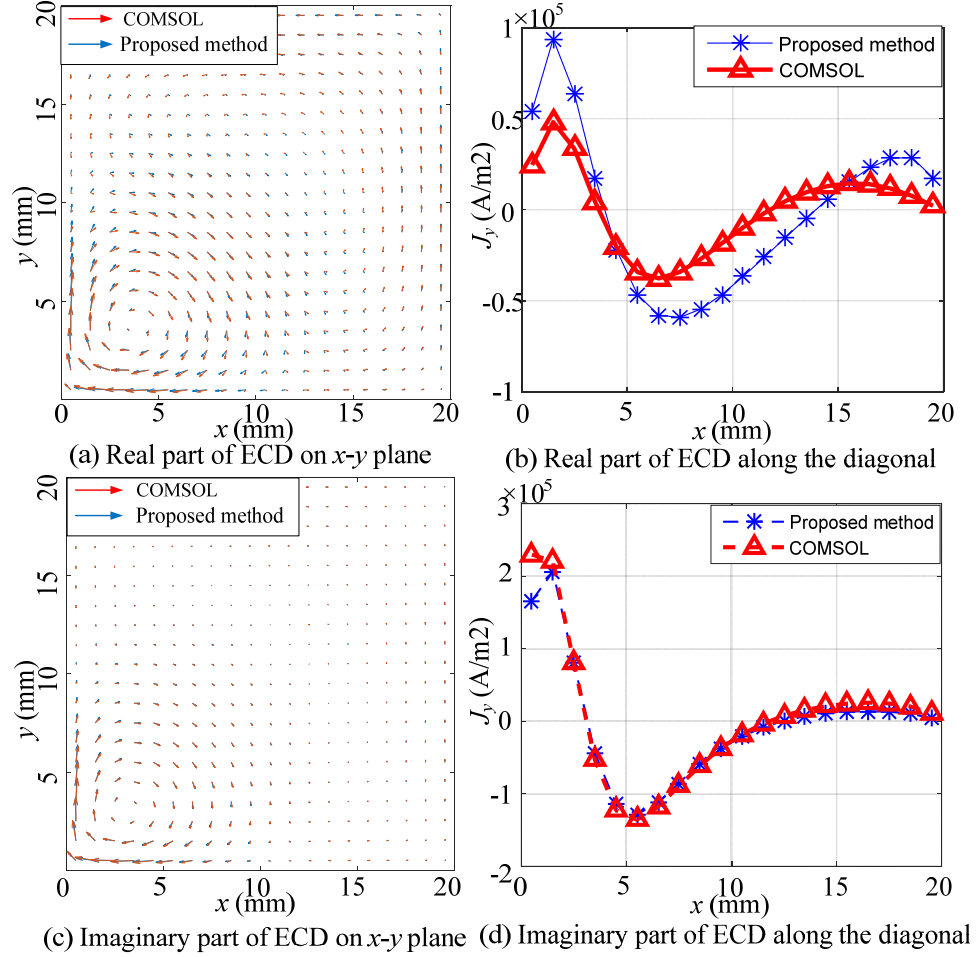 COMSOL
Proposed method
20
15
10
5
y (mm)
0 5 10 15 20
x (mm)
(a) Real part of ECD on x-y plane
1 ×10^5
Proposed method
COMSOL
0.5
0
-0.5
-1
J_y (A/m2)
0 5 10 15 20
x (mm)
(b) Real part of ECD along the diagonal
COMSOL
Proposed method
20
15
10
5
y (mm)
0 5 10 15 20
x (mm)
(c) Imaginary part of ECD on x-y plane
×10^5
3
Proposed method
COMSOL
2
1
0
-1
-2
J_y (A/m2)
0 5 10 15 20
x (mm)
(d) Imaginary part of ECD along the diagonal